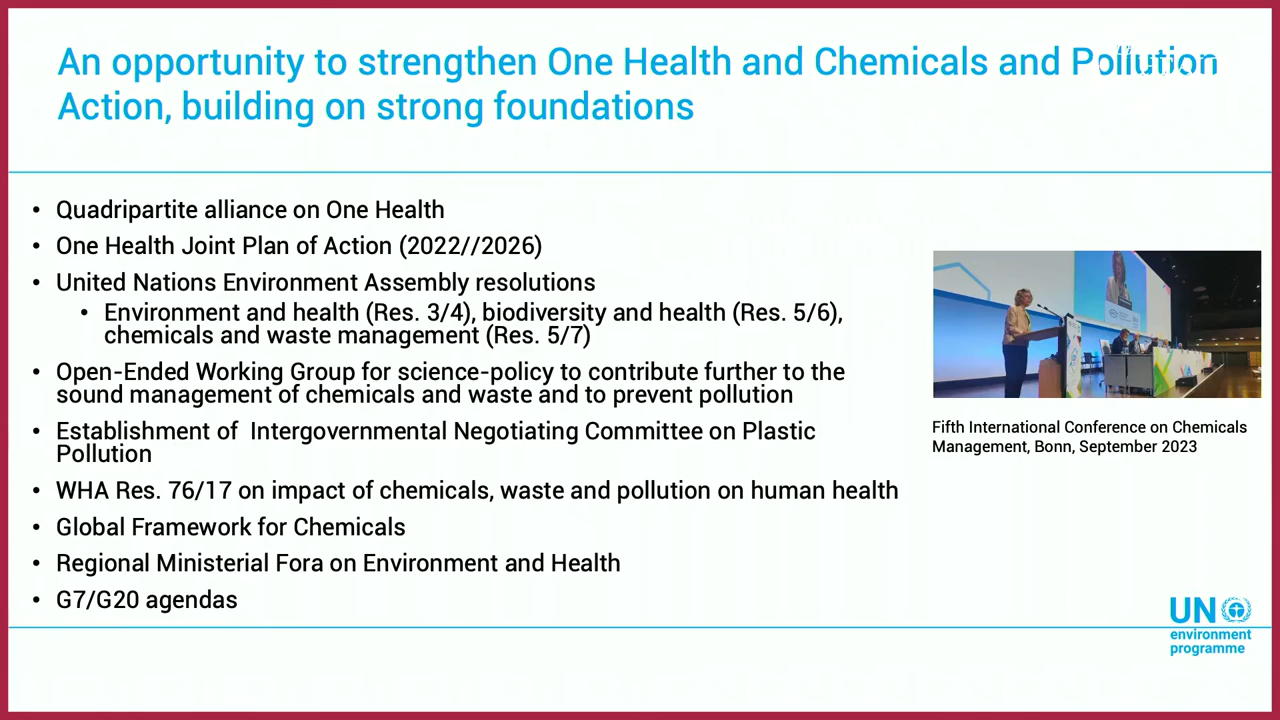 An opportunity to strengthen One Health and Chemicals and Pollution
Action, building on strong foundations
• Quadripartite alliance on One Health
• One Health Joint Plan of Action (2022//2026)
• United Nations Environment Assembly resolutions
• Environment and health (Res. 3/4), biodiversity and health (Res. 5/6),
chemicals and waste management (Res. 5/7)
• Open-Ended Working Group for science-policy to contribute further to the
sound management of chemicals and waste and to prevent pollution
• Establishment of  Intergovernmental Negotiating Committee on Plastic
Pollution
• WHA Res. 76/17 on impact of chemicals, waste and pollution on human health
• Global Framework for Chemicals
• Regional Ministerial Fora on Environment and Health
• G7/G20 agendas
Fifth International Conference on Chemicals
Management, Bonn, September 2023
UN
environment
programme